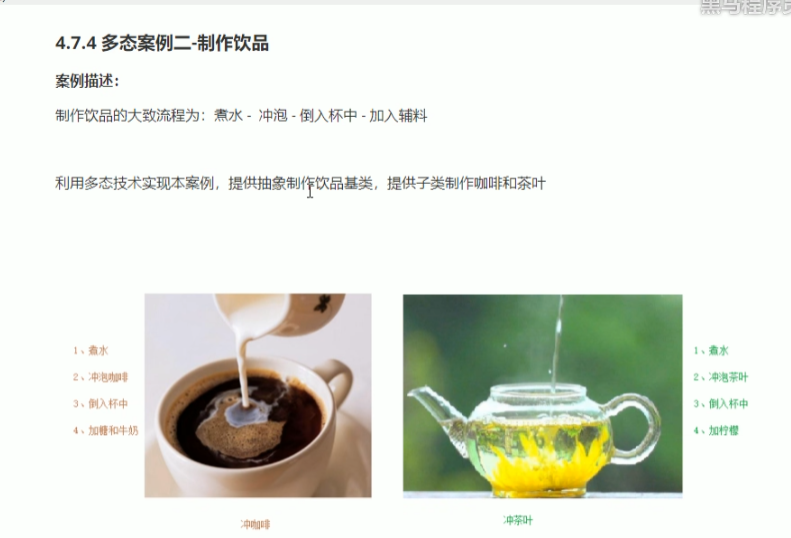 黑马程序员
4.7.4 多态案例二-制作饮品
案例描述：
制作饮品的大致流程为：煮水 - 冲泡 - 倒入杯中 - 加入辅料
利用多态技术实现本案例，提供抽象制作饮品基类，提供子类制作咖啡和茶叶
1、煮水
2、冲泡咖啡
3、倒入杯中
4、加糖和牛奶
冲咖啡
1、煮水
2、冲泡茶叶
3、倒入杯中
4、加柠檬
冲茶叶